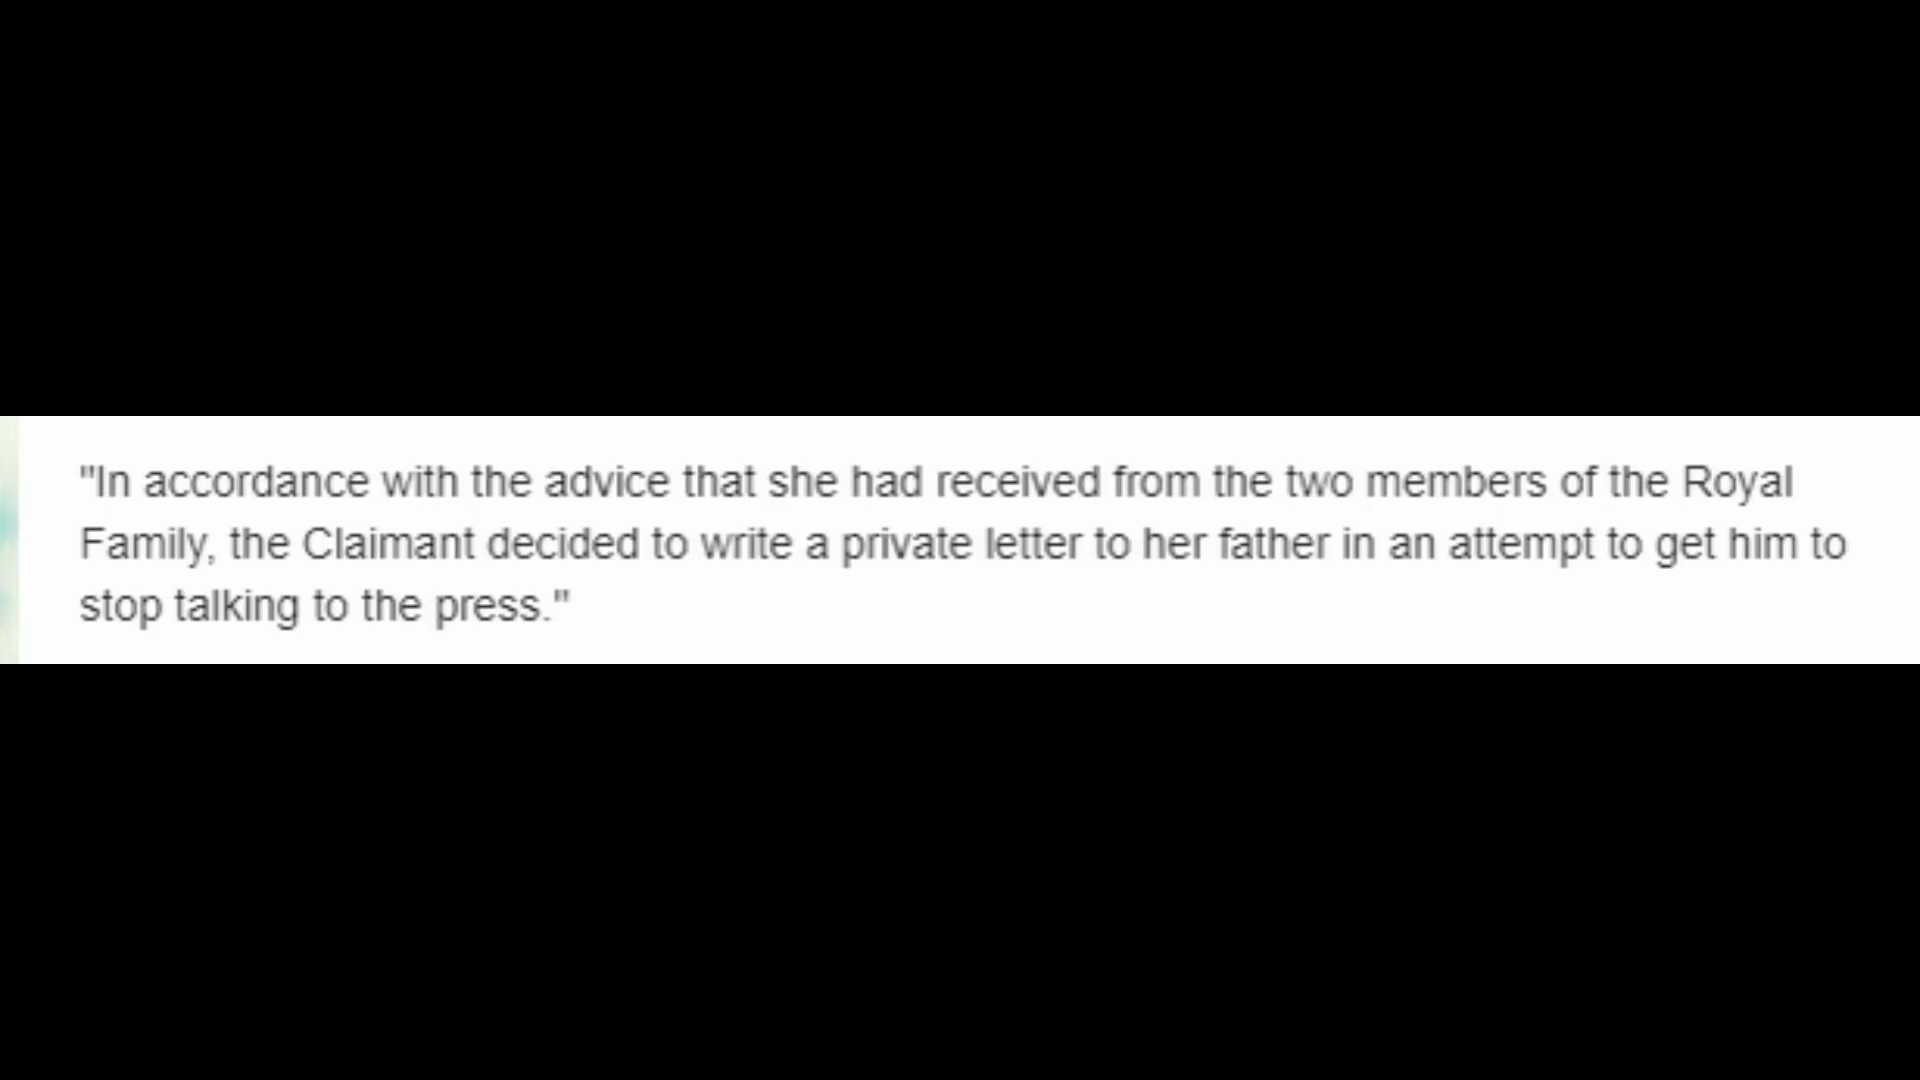 "In accordance with the advice that she had received from the two members of the Royal
Family, the Claimant decided to write a private letter to her father in an attempt to get him to
stop talking to the press."